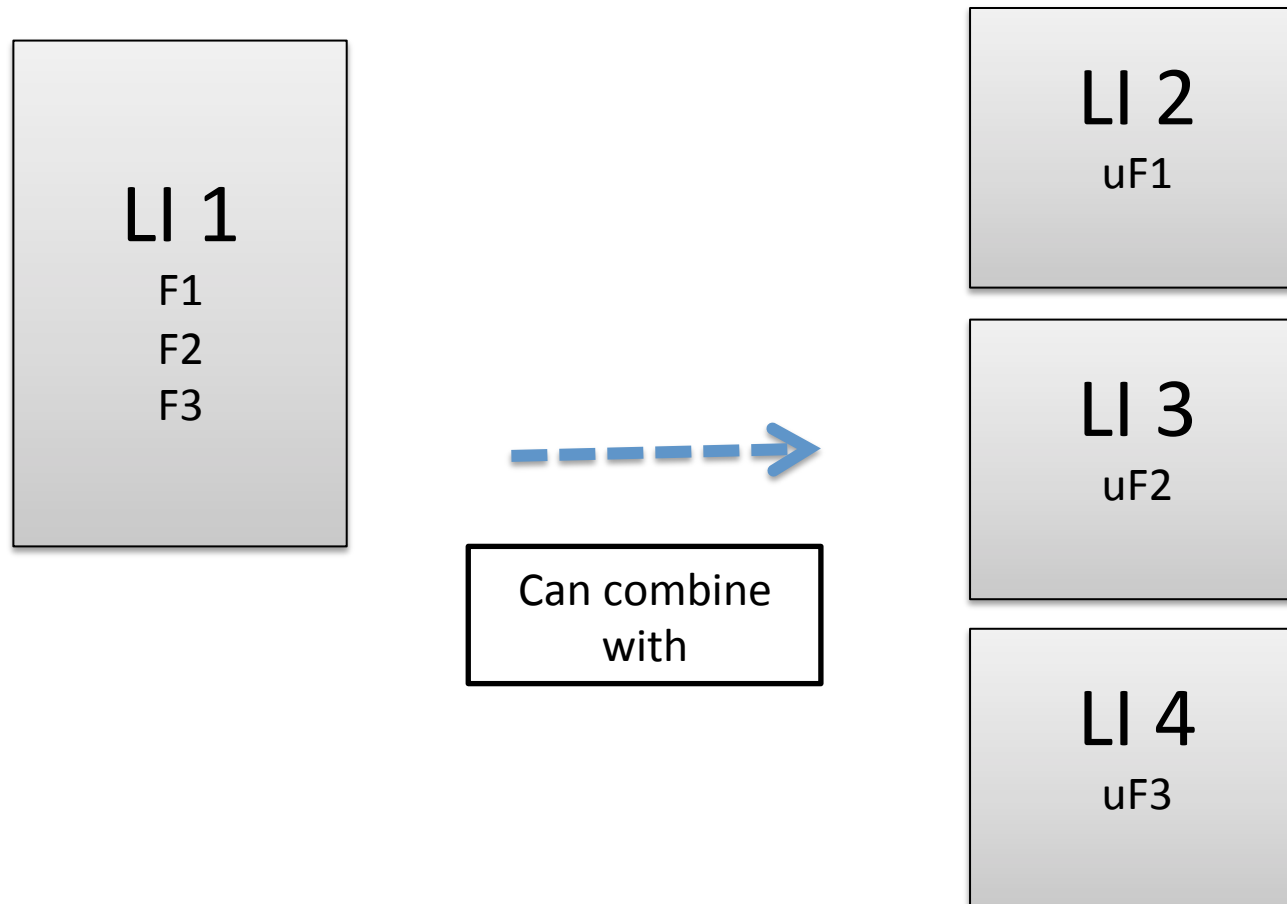 LI 1
F1
F2
F3
Can combine
with
LI 2
uF1
LI 3
uF2
LI 4
uF3